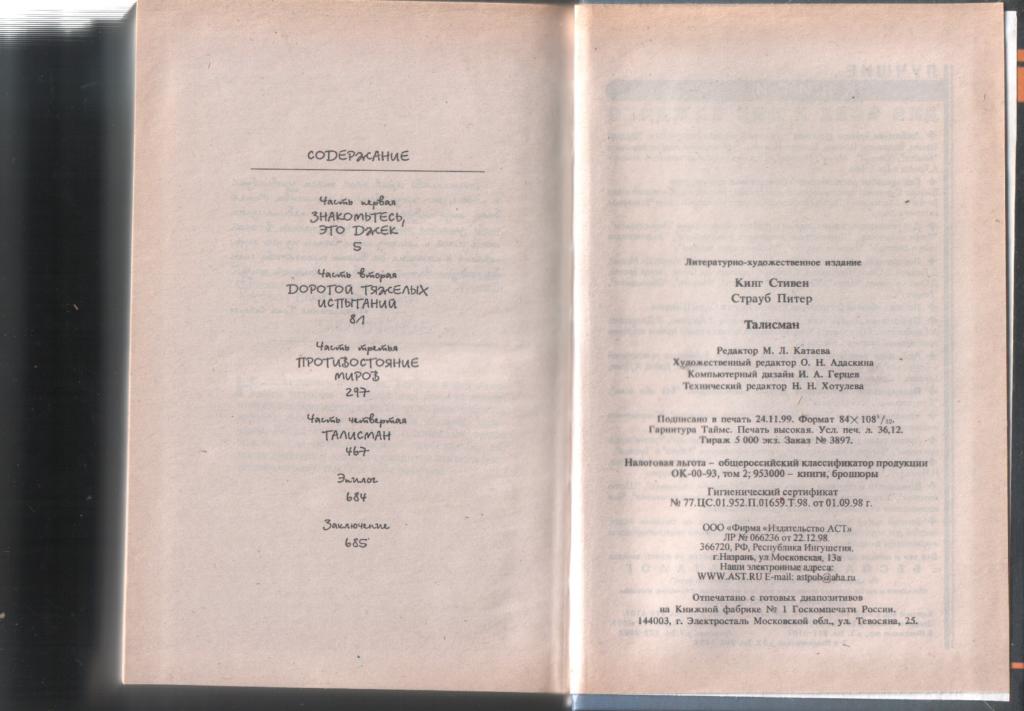 СОДЕРЖАНИЕ
Часть первая
ЗНАКОМЬТЕСЬ,
ЭТО ДЖЕК
5
Часть вторая
ДОРОГОЙ ТЯЖЕЛЫХ
ИСПЫТАНИЙ
81
Часть третья
ПРОТИВОСТОЯНИЕ
МИРОВ
297
Часть четвертая
ТАЛИСМАН
467
Эпилог
684
Заключение
685
Литературно-художественное издание
Кинг Стивен
Страуб Питер
Талисман
Редактор М. Л. Катаева
Художественный редактор О. Н. Адаскина
Компьютерный дизайн И. А. Герцев
Технический редактор Н. Н. Хотулева
Подписано в печать 24.11.99. Формат 84×108¹/₃₂.
Гарнитура Таймс. Печать высокая. Усл. печ. л. 36,12.
Тираж 5 000 экз. Заказ № 3897.
Налоговая льгота – общероссийский классификатор продукции
ОК-00-93, том 2; 953000 – книги, брошюры
Гигиенический сертификат
№ 77.ЦС.01.952.П.01659.Т.98. от 01.09.98 г.
ООО «Фирма «Издательство АСТ»
ЛР № 066236 от 22.12.98.
366720, РФ, Республика Ингушетия,
г.Назрань, ул.Московская, 13а
Наши электронные адреса:
WWW.AST.RU E-mail: astpub@aha.ru
Отпечатано с готовых диапозитивов
на Книжной фабрике № 1 Госкомпечати России.
144003, г. Электросталь Московской обл., ул. Тевосяна, 25.